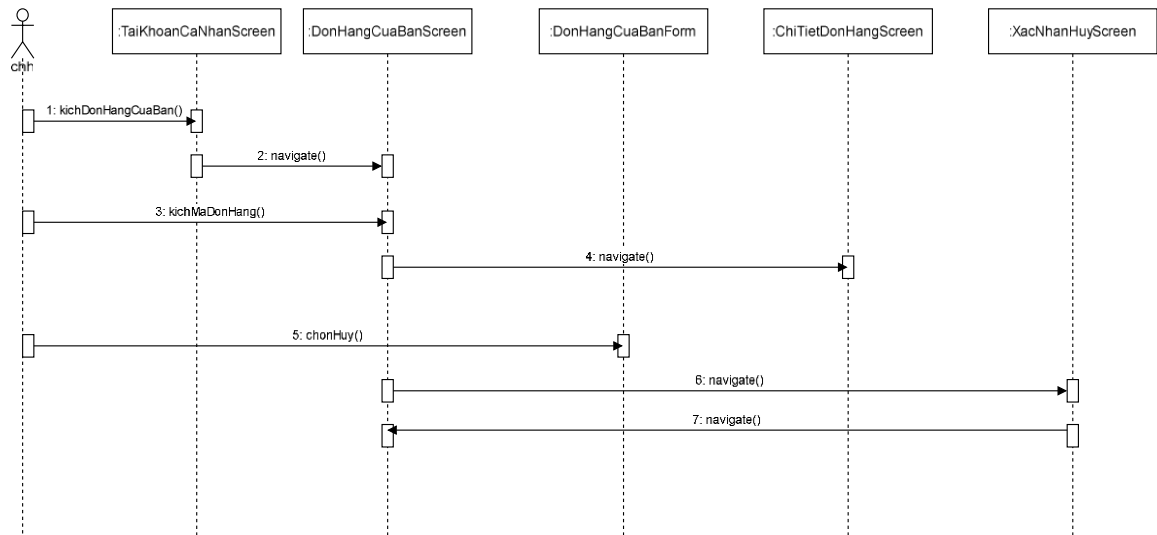 :TaiKhoanCaNhanScreen
:DonHangCuaBanScreen
:DonHangCuaBanForm
:ChiTietDonHangScreen
:XacNhanHuyScreen
chh
1: kichDonHangCuaBan()
2: navigate()
3: kichMaDonHang()
4: navigate()
5: chonHuy()
6: navigate()
7: navigate()